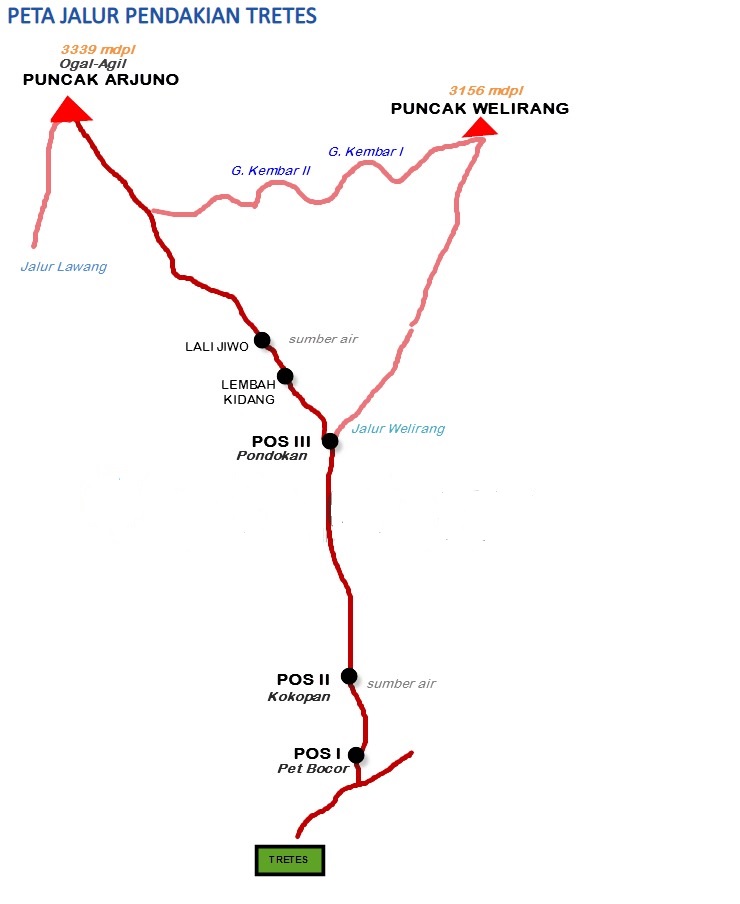 PETA JALUR PENDAKIAN TRETES
3339 mdpl
Ogal-Agil
PUNCAK ARJUNO
3156 mdpl
PUNCAK WELIRANG
G. Kembar I
G. Kembar II
Jalur Lawang
LALI JIWO
sumber air
LEMBAH
KIDANG
Jalur Welirang
POS III
Pondokan
POS II
sumber air
Kokopan
POS I
Pet Bocor
TRETES